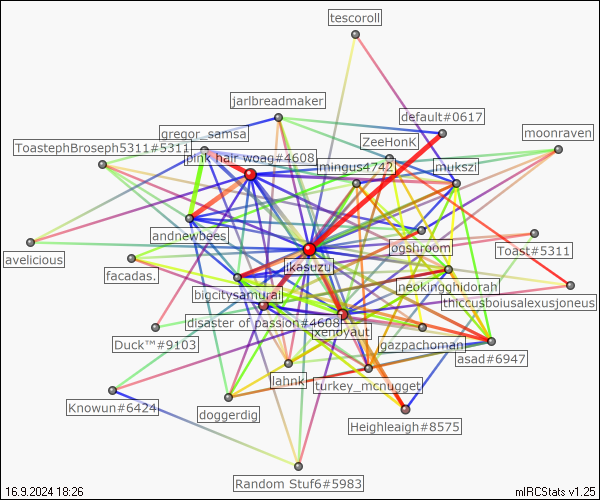 tescoroll
jarlbreadmaker
default#0617
gregor_samsa
ZeeHonK
moonraven
ToastephBroseph5311#5311
pink hair woag#4608
mingus4742
mukszi
andnewbees
ogshroom
avelicious
ikasuzu
Toast#5311
facadas.
neokingghidorah
bigcitysamurai
thiccusboiusalexusjoneus
disaster of passion#4608
xenoyaut
Duck™#9103
gazpachoman
asad#6947
lahnk
turkey_mcnugget
Knowun#6424
doggerdig
Heighleaigh#8575
Random Stuf6#5983
16.9.2024 18:26
mIRCStats v1.25